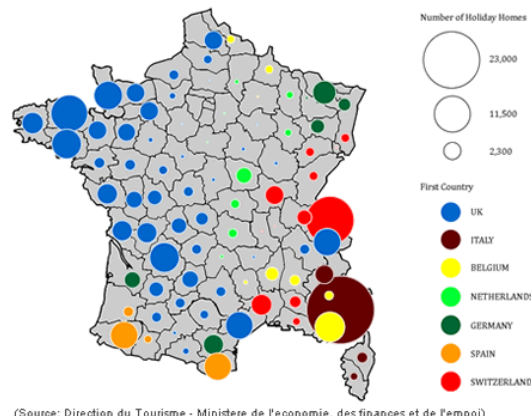 Number of Holiday Homes
23,000
11,500
2,300
First Country
UK
ITALY
BELGIUM
NETHERLANDS
GERMANY
SPAIN
SWITZERLAND
(Source: Direction du Tourisme - Ministere de l'economie, des finances et de l'empoi)